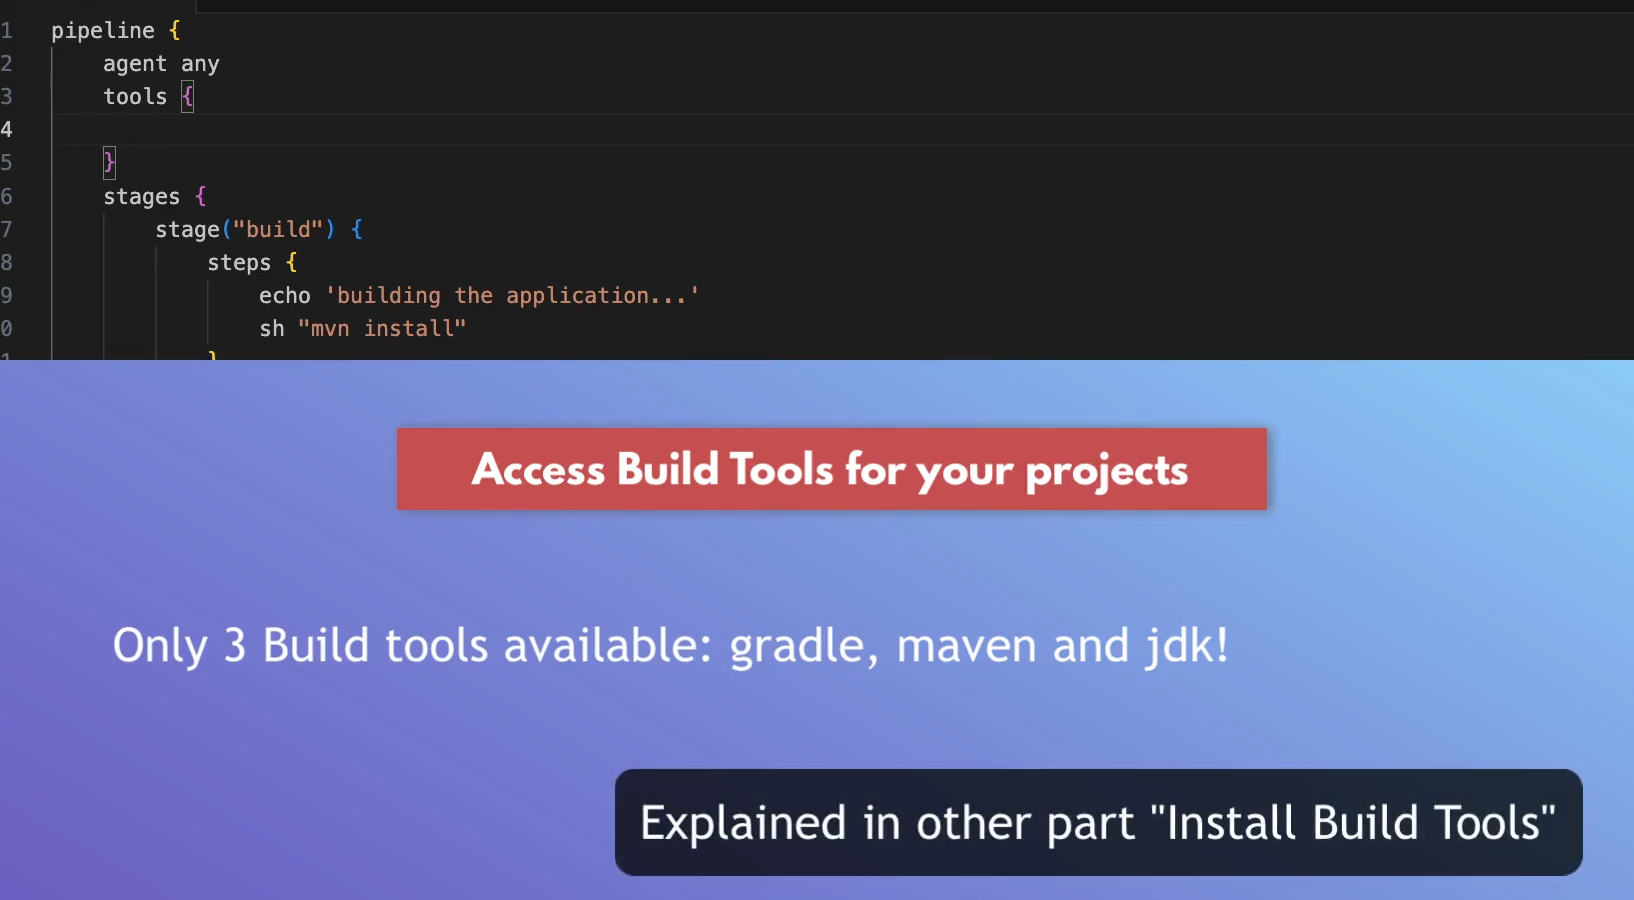 1 pipeline {
2 agent any
3 tools {
4
5 }
6 stages {
7 stage("build") {
8 steps {
9 echo 'building the application...'
0 sh "mvn install"
1 }
Access Build Tools for your projects
Only 3 Build tools available: gradle, maven and jdk!
Explained in other part "Install Build Tools"